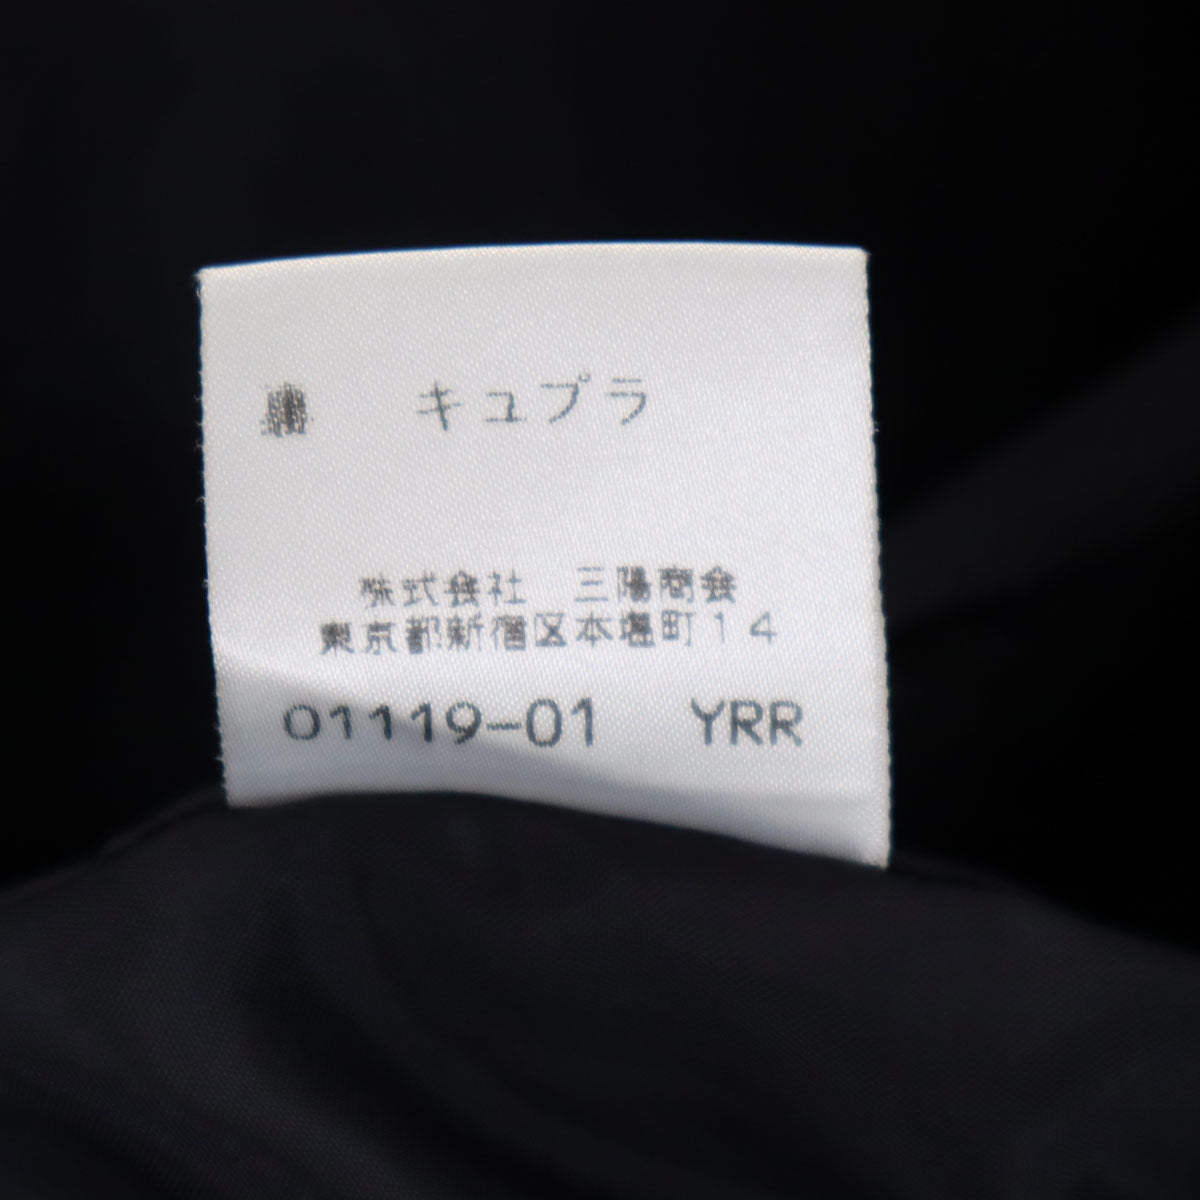 キュプラ
株式会社　三陽商会
東京都新宿区本塩町１４
01119-01 YRR